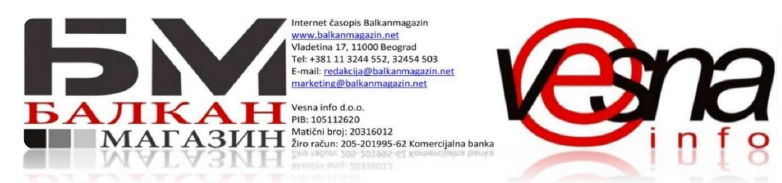 БМ
БАЛКАН
МАГАЗИН
Internet časopis Balkanmagazin
www.balkanmagazin.net
Vladetina 17, 11000 Beograd
Tel: +381 11 3244 552, 32454 503
E-mail: redakcija@balkanmagazin.net
marketing@balkanmagazin.net
Vesna info d.o.o.
PIB: 105112620
Matični broj: 20316012
Žiro račun: 205-201995-62 Komercijalna banka
vesna
info